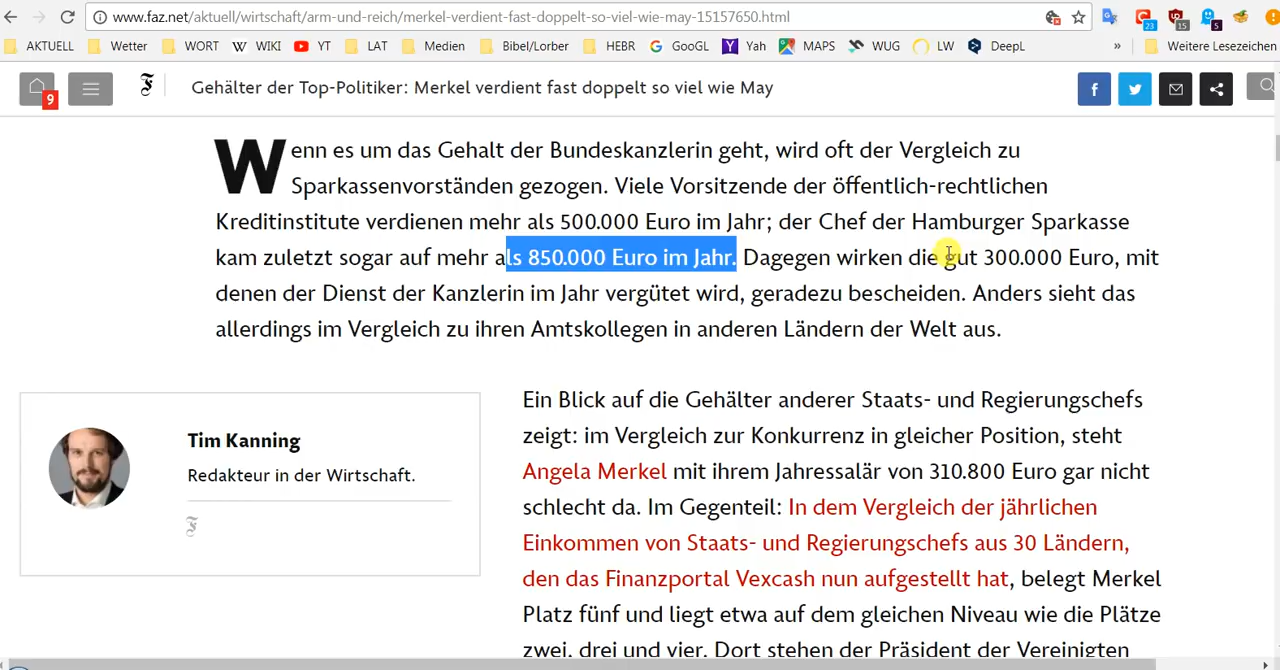 www.faz.net/aktuell/wirtschaft/arm-und-reich/merkel-verdient-fast-doppelt-so-viel-wie-may-15157650.html
23 15 5
AKTUELL Wetter WORT WIKI YT LAT Medien Bibel/Lorber HEBR GooGL Yah MAPS WUG LW DeepL » Weitere Lesezeichen
9 Gehälter der Top-Politiker: Merkel verdient fast doppelt so viel wie May
Wenn es um das Gehalt der Bundeskanzlerin geht, wird oft der Vergleich zu
Sparkassenvorständen gezogen. Viele Vorsitzende der öffentlich-rechtlichen
Kreditinstitute verdienen mehr als 500.000 Euro im Jahr; der Chef der Hamburger Sparkasse
kam zuletzt sogar auf mehr als 850.000 Euro im Jahr. Dagegen wirken die gut 300.000 Euro, mit
denen der Dienst der Kanzlerin im Jahr vergütet wird, geradezu bescheiden. Anders sieht das
allerdings im Vergleich zu ihren Amtskollegen in anderen Ländern der Welt aus.
Tim Kanning
Redakteur in der Wirtschaft.
Ein Blick auf die Gehälter anderer Staats- und Regierungschefs
zeigt: im Vergleich zur Konkurrenz in gleicher Position, steht
Angela Merkel mit ihrem Jahressalär von 310.800 Euro gar nicht
schlecht da. Im Gegenteil: In dem Vergleich der jährlichen
Einkommen von Staats- und Regierungschefs aus 30 Ländern,
den das Finanzportal Vexcash nun aufgestellt hat, belegt Merkel
Platz fünf und liegt etwa auf dem gleichen Niveau wie die Plätze
zwei, drei und vier. Dort stehen der Präsident der Vereinigten